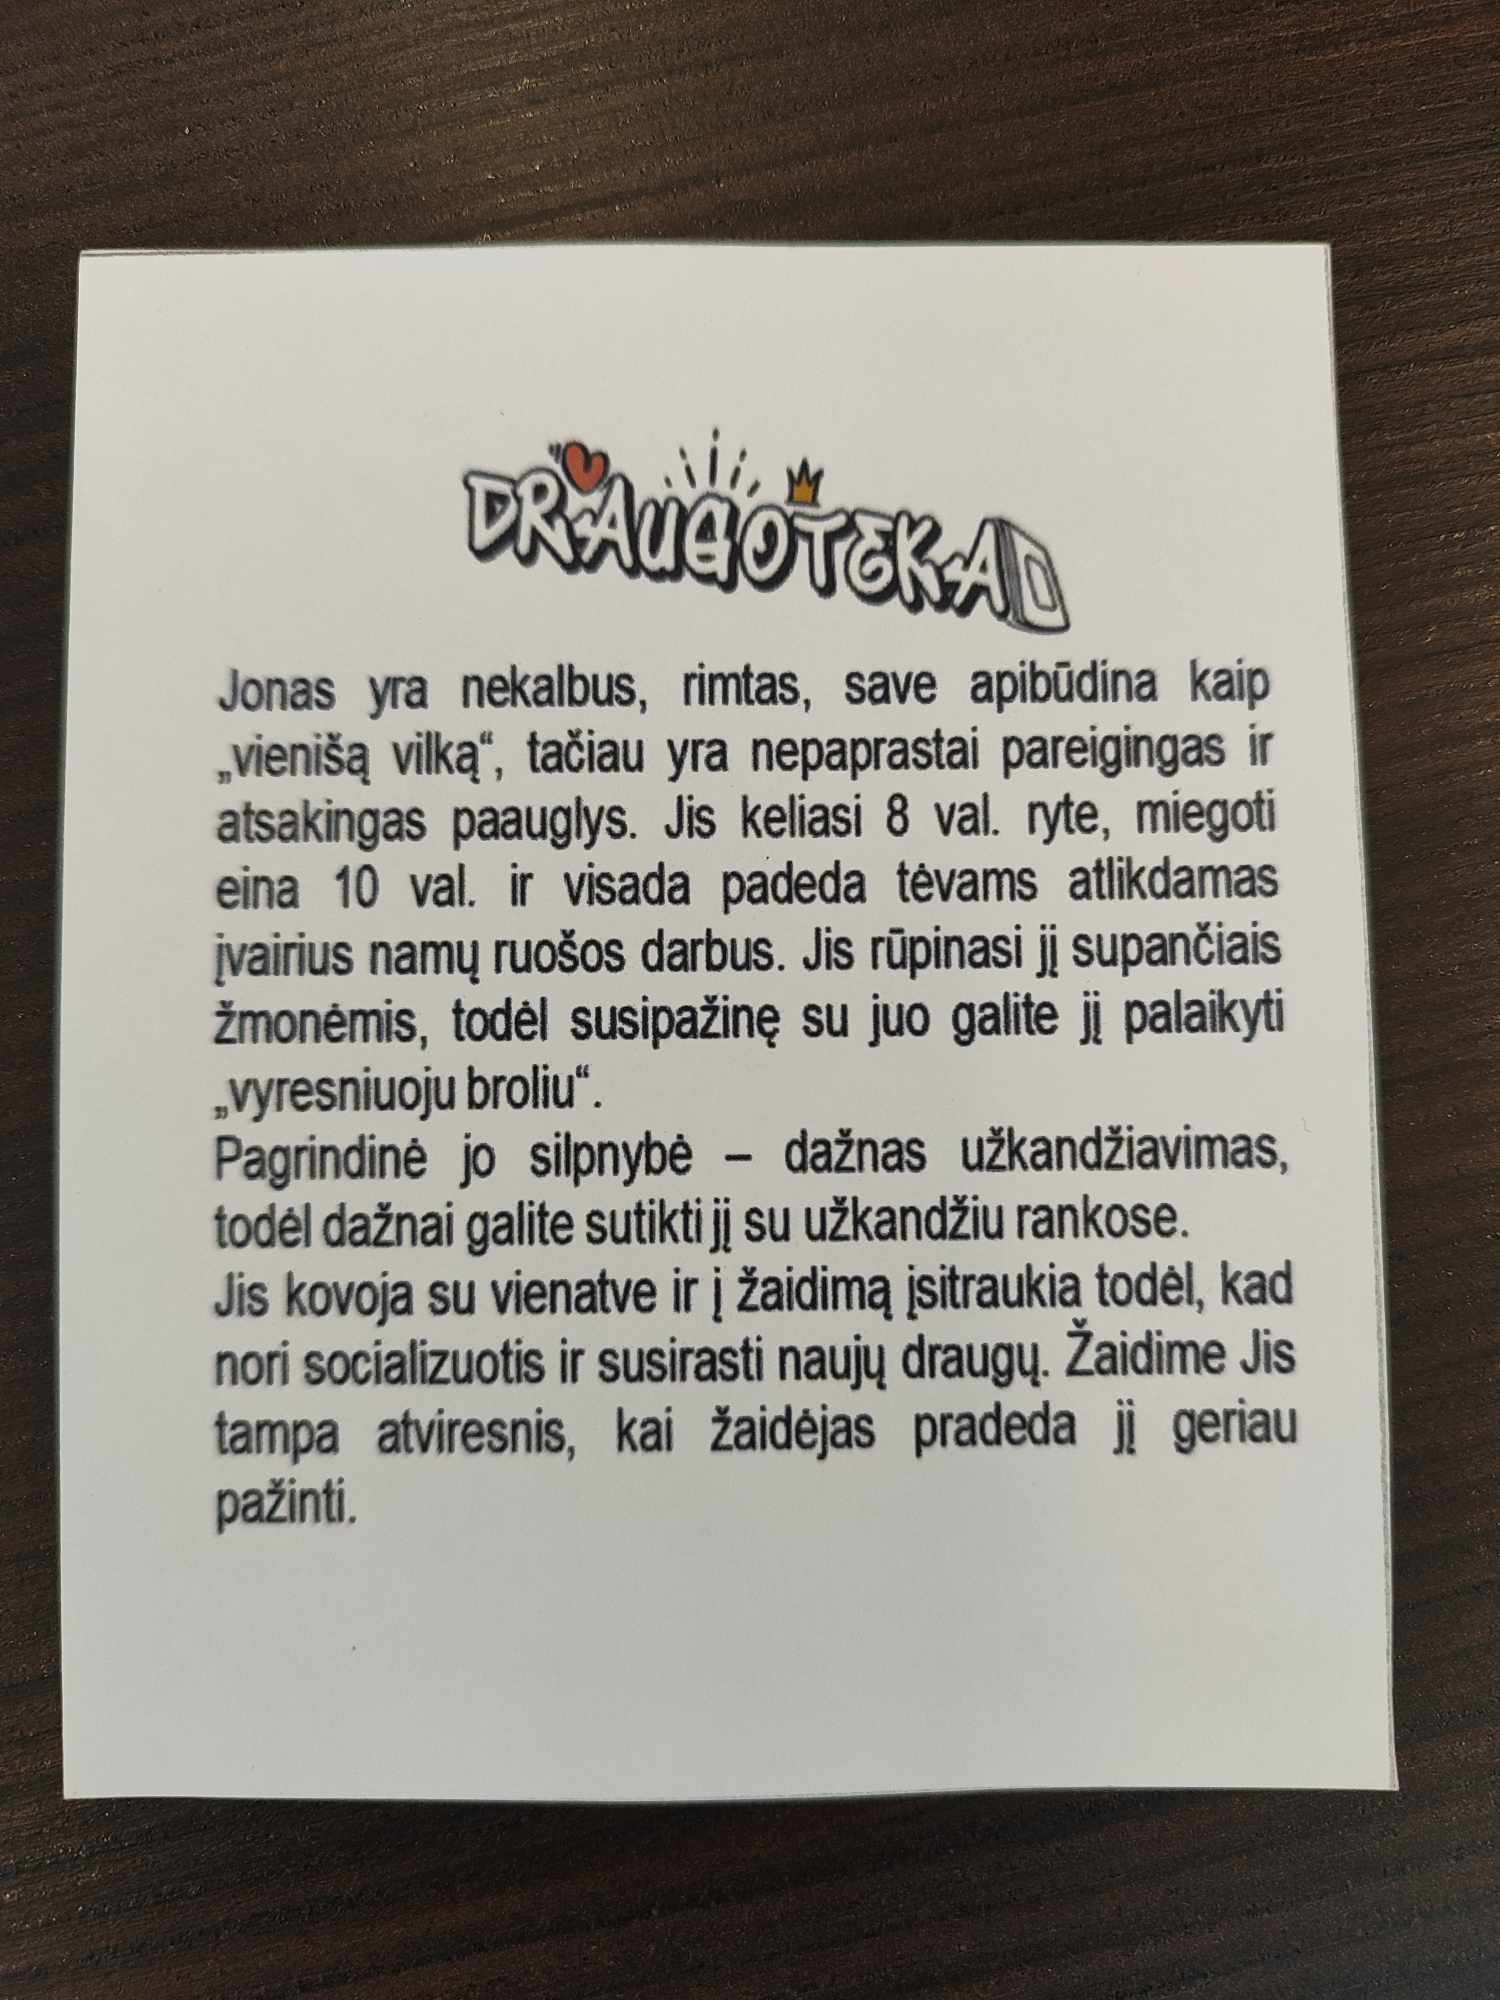 DRAUGOTEKA
Jonas yra nekalbus, rimtas, save apibūdina kaip
„vienišą vilką“, tačiau yra nepaprastai pareigingas ir
atsakingas paauglys. Jis keliasi 8 val. ryte, miegoti
eina 10 val. ir visada padeda tėvams atlikdamas
įvairius namų ruošos darbus. Jis rūpinasi jį supančiais
žmonėmis, todėl susipažinę su juo galite jį palaikyti
„vyresniuoju broliu“.
Pagrindinė jo silpnybė – dažnas užkandžiavimas,
todėl dažnai galite sutikti jį su užkandžiu rankose.
Jis kovoja su vienatve ir į žaidimą įsitraukia todėl, kad
nori socializuotis ir susirasti naujų draugų. Žaidime Jis
tampa atviresnis, kai žaidėjas pradeda jį geriau
pažinti.